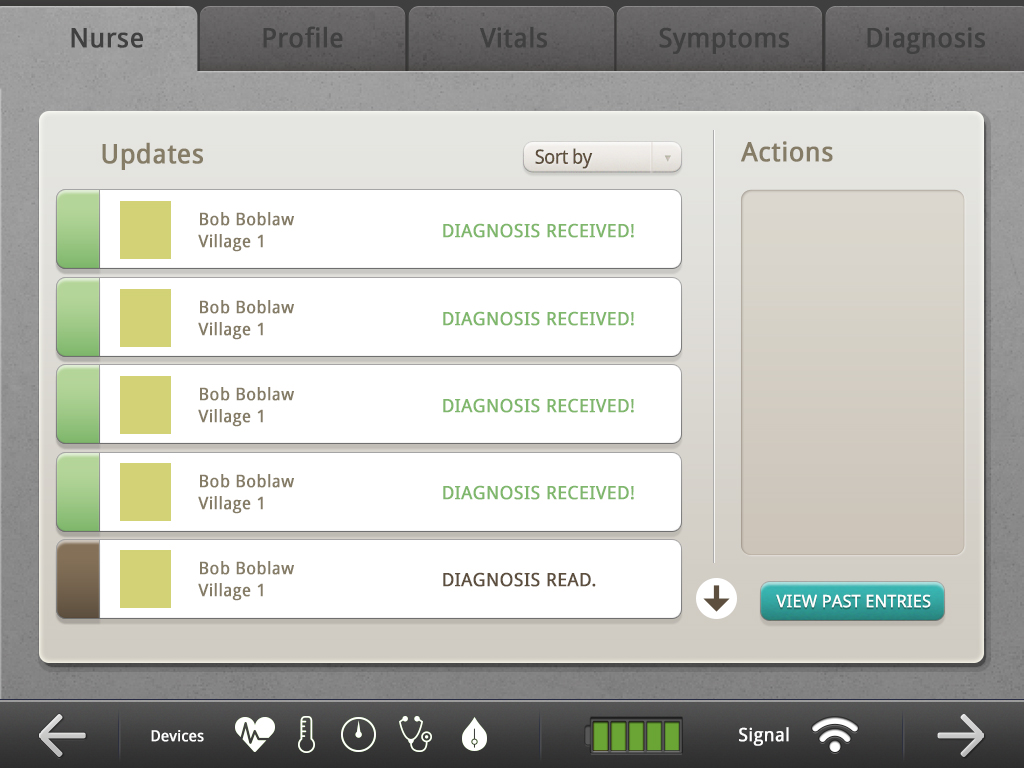 Nurse
Profile
Vitals
Symptoms
Diagnosis
Updates
Sort by
Actions
Bob Boblaw
Village 1
DIAGNOSIS RECEIVED!
Bob Boblaw
Village 1
DIAGNOSIS RECEIVED!
Bob Boblaw
Village 1
DIAGNOSIS RECEIVED!
Bob Boblaw
Village 1
DIAGNOSIS RECEIVED!
Bob Boblaw
Village 1
DIAGNOSIS READ.
VIEW PAST ENTRIES
Devices
Signal